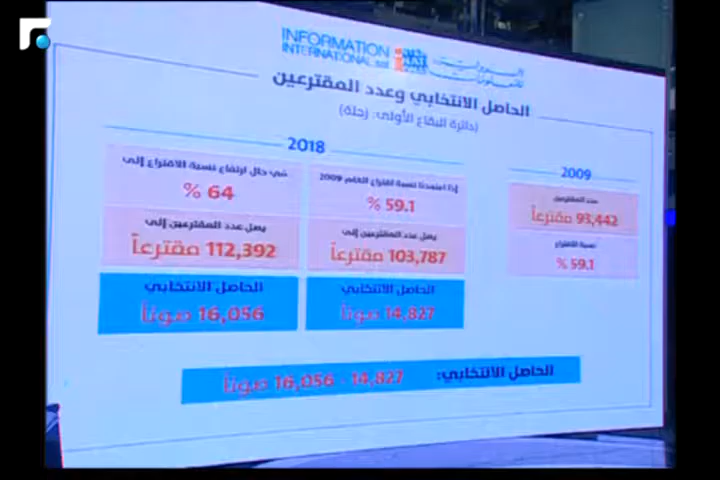 INFORMATION
INTERNATIONAL sal
الدولية للمعلومات
الحاصل الانتخابي وعدد المقترعين
(دائرة البقاع الأولى: زحلة)
2009
عدد المقترعين
93,442 مقترعاً
نسبة الاقتراع
59.1 %
2018
إذا اعتمدنا نسبة اقتراع العام 2009
59.1 %
يصل عدد المقترعين إلى
103,787 مقترعاً
الحاصل الانتخابي
14,827 صوتاً
في حال ارتفاع نسبة الاقتراع إلى
64 %
يصل عدد المقترعين إلى
112,392 مقترعاً
الحاصل الانتخابي
16,056 صوتاً
الحاصل الانتخابي: 14,827 - 16,056 صوتاً